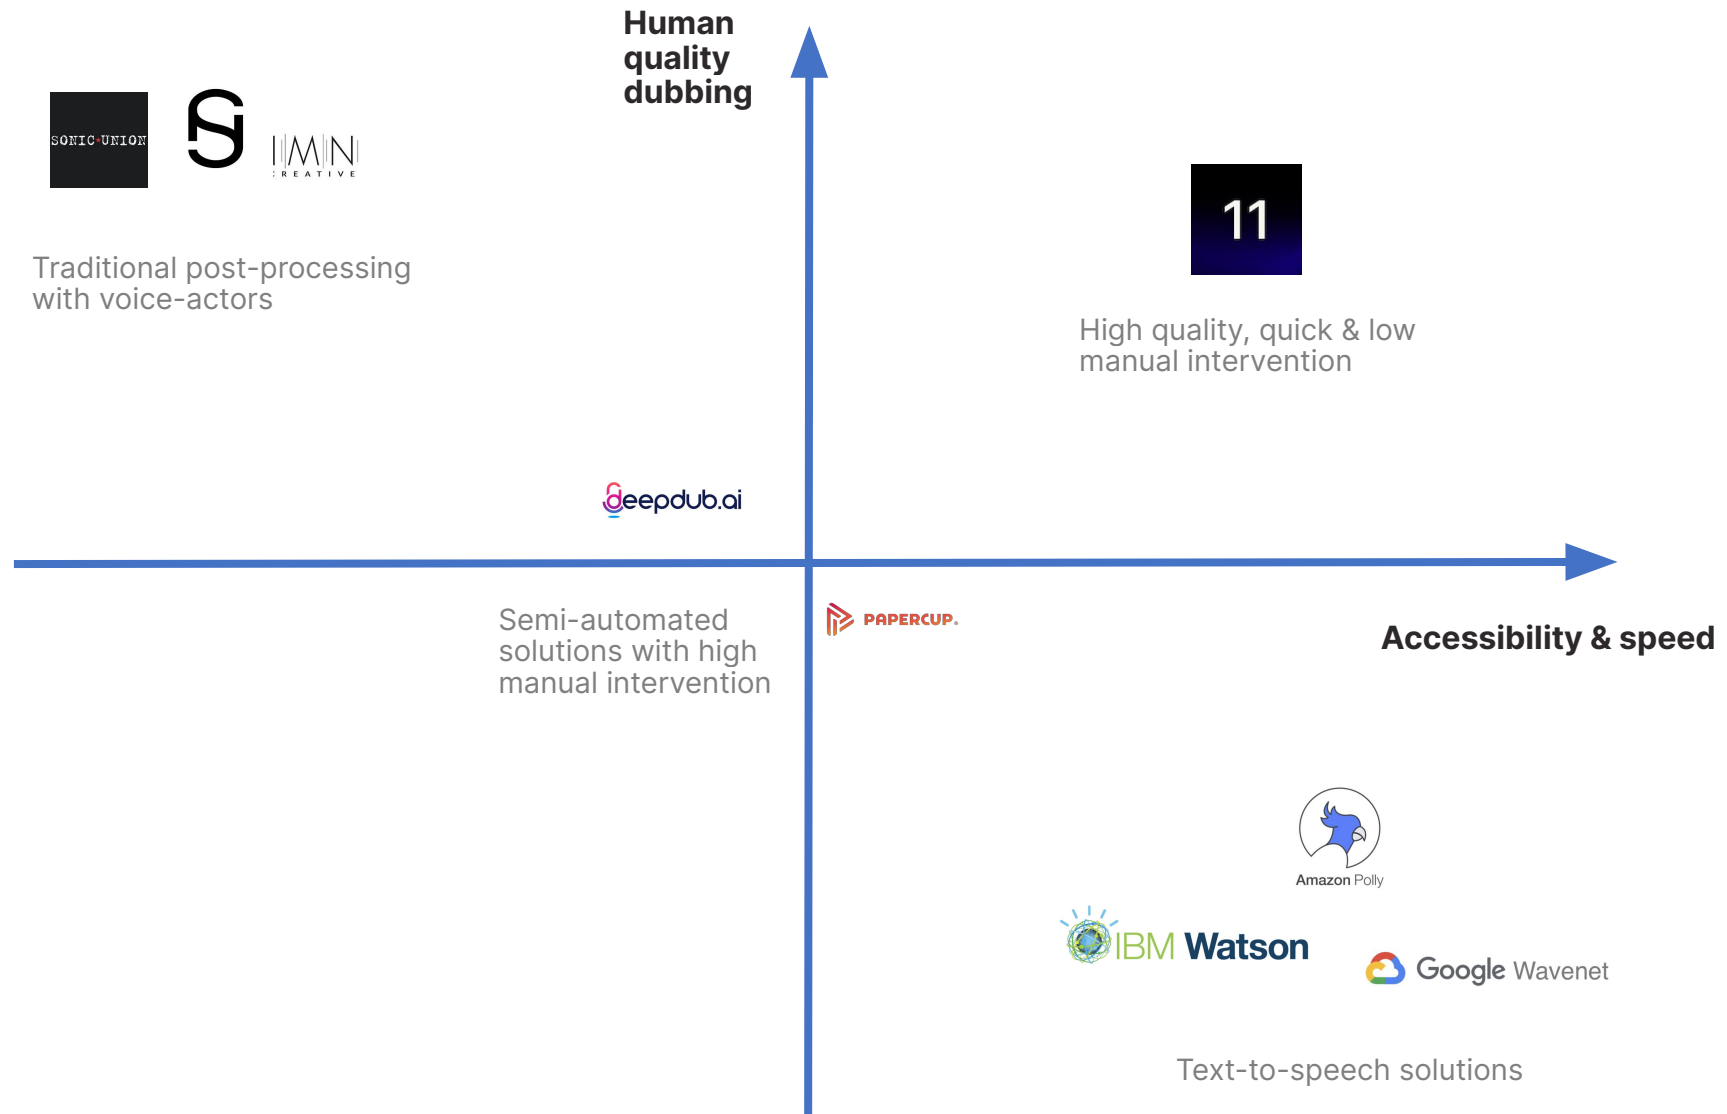 Human
quality
dubbing
SONIC UNION
IMN
CREATIVE
11
Traditional post-processing
with voice-actors
High quality, quick & low
manual intervention
deepdub.ai
Semi-automated
solutions with high
manual intervention
PAPERCUP.
Accessibility & speed
Amazon Polly
IBM Watson
Google Wavenet
Text-to-speech solutions